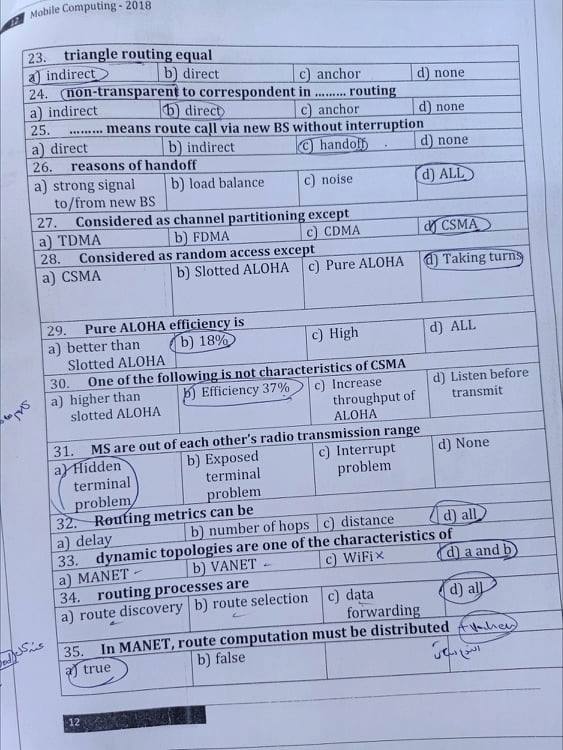 12 Mobile Computing - 2018
23. triangle routing equal
a) indirect b) direct c) anchor d) none
24. non-transparent to correspondent in ......... routing
a) indirect b) direct c) anchor d) none
25. ......... means route call via new BS without interruption
a) direct b) indirect c) handoff d) none
26. reasons of handoff
a) strong signal b) load balance c) noise d) ALL
to/from new BS
27. Considered as channel partitioning except
a) TDMA b) FDMA c) CDMA d) CSMA
28. Considered as random access except
a) CSMA b) Slotted ALOHA c) Pure ALOHA d) Taking turns
29. Pure ALOHA efficiency is
a) better than b) 18% c) High d) ALL
Slotted ALOHA
30. One of the following is not characteristics of CSMA
a) higher than b) Efficiency 37% c) Increase d) Listen before
slotted ALOHA throughput of transmit
ALOHA
31. MS are out of each other's radio transmission range
a) Hidden b) Exposed c) Interrupt d) None
terminal terminal problem
problem problem
32. Routing metrics can be
a) delay b) number of hops c) distance d) all
33. dynamic topologies are one of the characteristics of
a) MANET b) VANET c) WiFi d) a and b
34. routing processes are
a) route discovery b) route selection c) data d) all
forwarding
35. In MANET, route computation must be distributed
a) true b) false
12